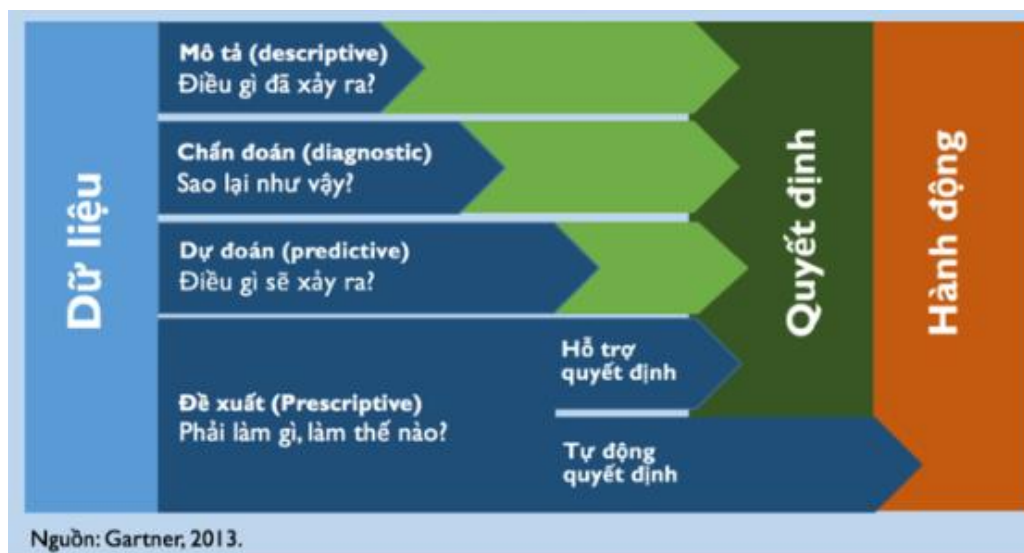 Dữ liệu
Mô tả (descriptive)
Điều gì đã xảy ra?
Chẩn đoán (diagnostic)
Sao lại như vậy?
Dự đoán (predictive)
Điều gì sẽ xảy ra?
Đề xuất (Prescriptive)
Phải làm gì, làm thế nào?
Hỗ trợ
quyết định
Tự động
quyết định
Quyết định
Hành động
Nguồn: Gartner, 2013.